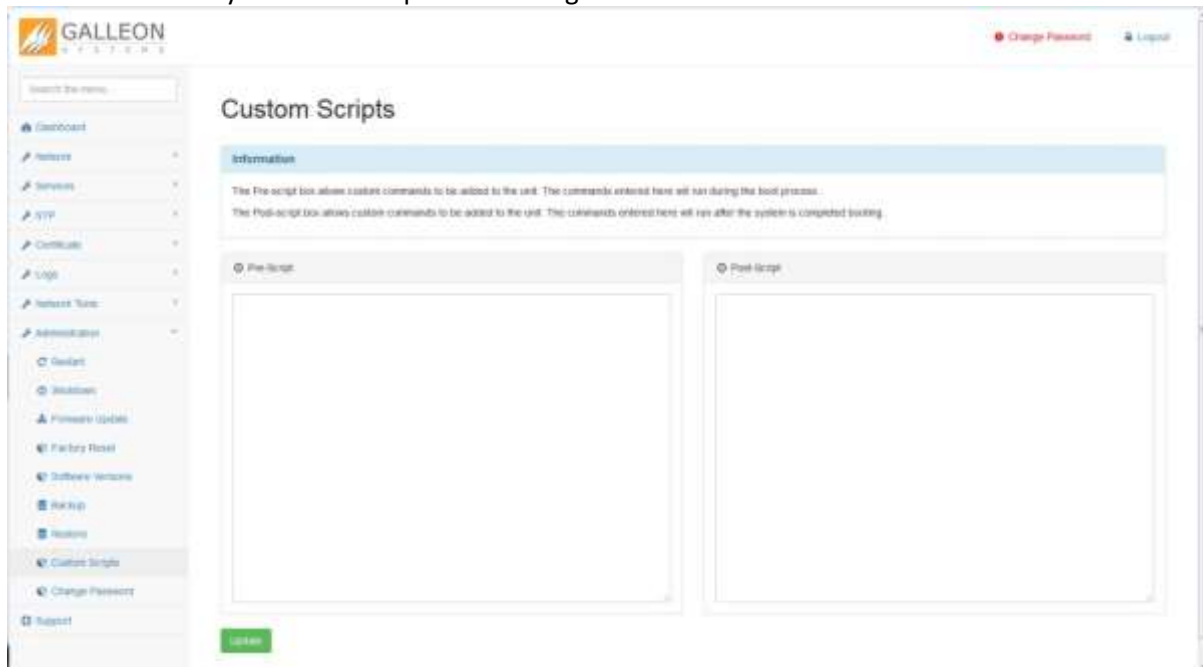 GALLEON
SYSTEMS
Change Password
Logout
Search the menu...
Dashboard
Network
Services
NTP
Certificate
Logs
Network Tools
Administration
Restart
Shutdown
Firmware Update
Factory Reset
Software Versions
Backup
Restore
Custom Scripts
Change Password
Support
Custom Scripts
Information
The Pre-script box allows custom commands to be added to the unit. The commands entered here will run during the boot process.
The Post-script box allows custom commands to be added to the unit. The commands entered here will run after the system is completed booting.
Pre-Script
Post-Script
Update